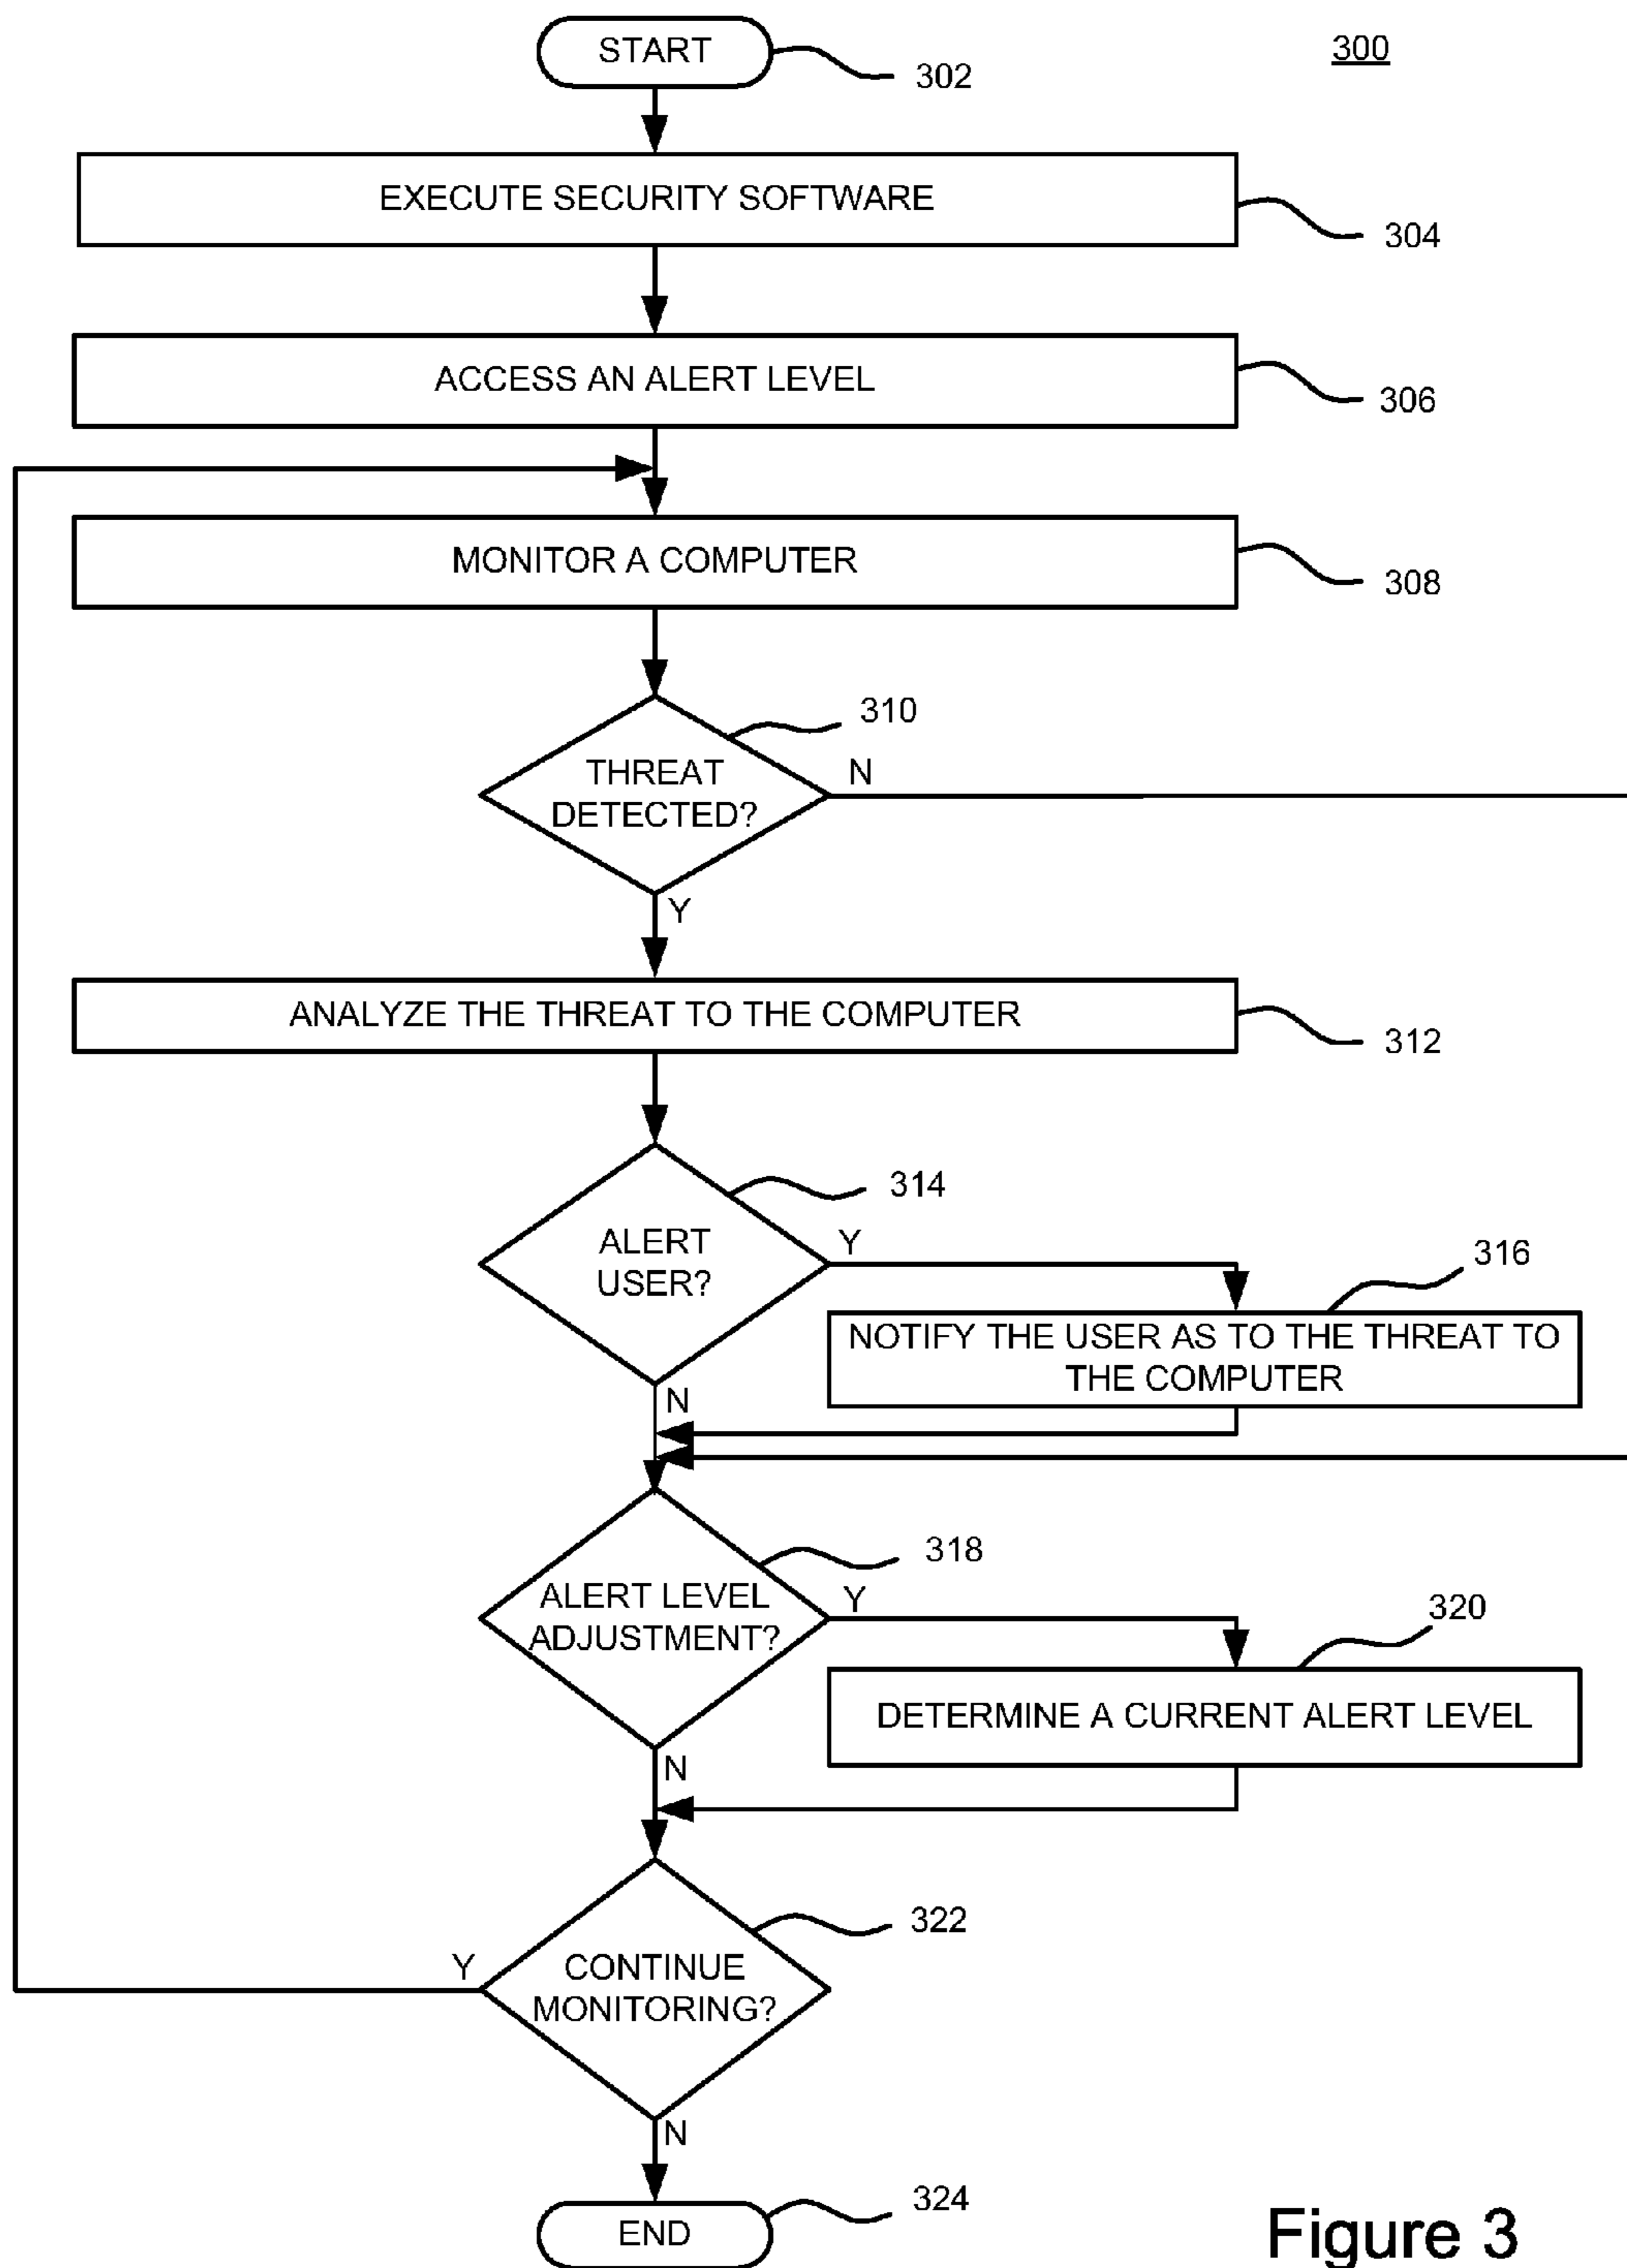 START
302
300
EXECUTE SECURITY SOFTWARE
304
ACCESS AN ALERT LEVEL
306
MONITOR A COMPUTER
308
310
THREAT
DETECTED?
N
Y
ANALYZE THE THREAT TO THE COMPUTER
312
314
ALERT
USER?
Y
316
NOTIFY THE USER AS TO THE THREAT TO
THE COMPUTER
N
318
ALERT LEVEL
ADJUSTMENT?
Y
320
DETERMINE A CURRENT ALERT LEVEL
N
322
CONTINUE
MONITORING?
Y
N
324
END
Figure 3